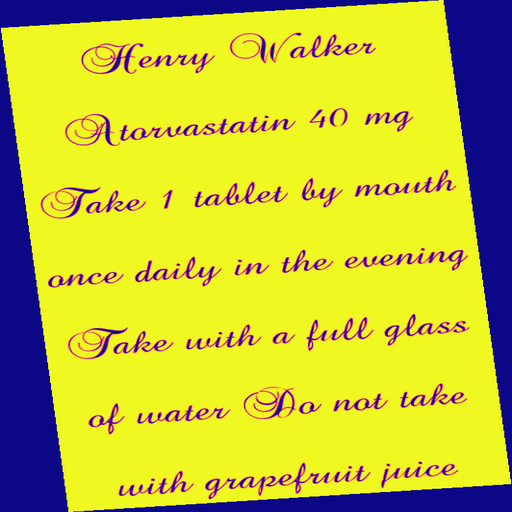 Henry Walker
Atorvastatin 40 mg
Take 1 tablet by mouth
once daily in the evening
Take with a full glass
of water Do not take
with grapefruit juice